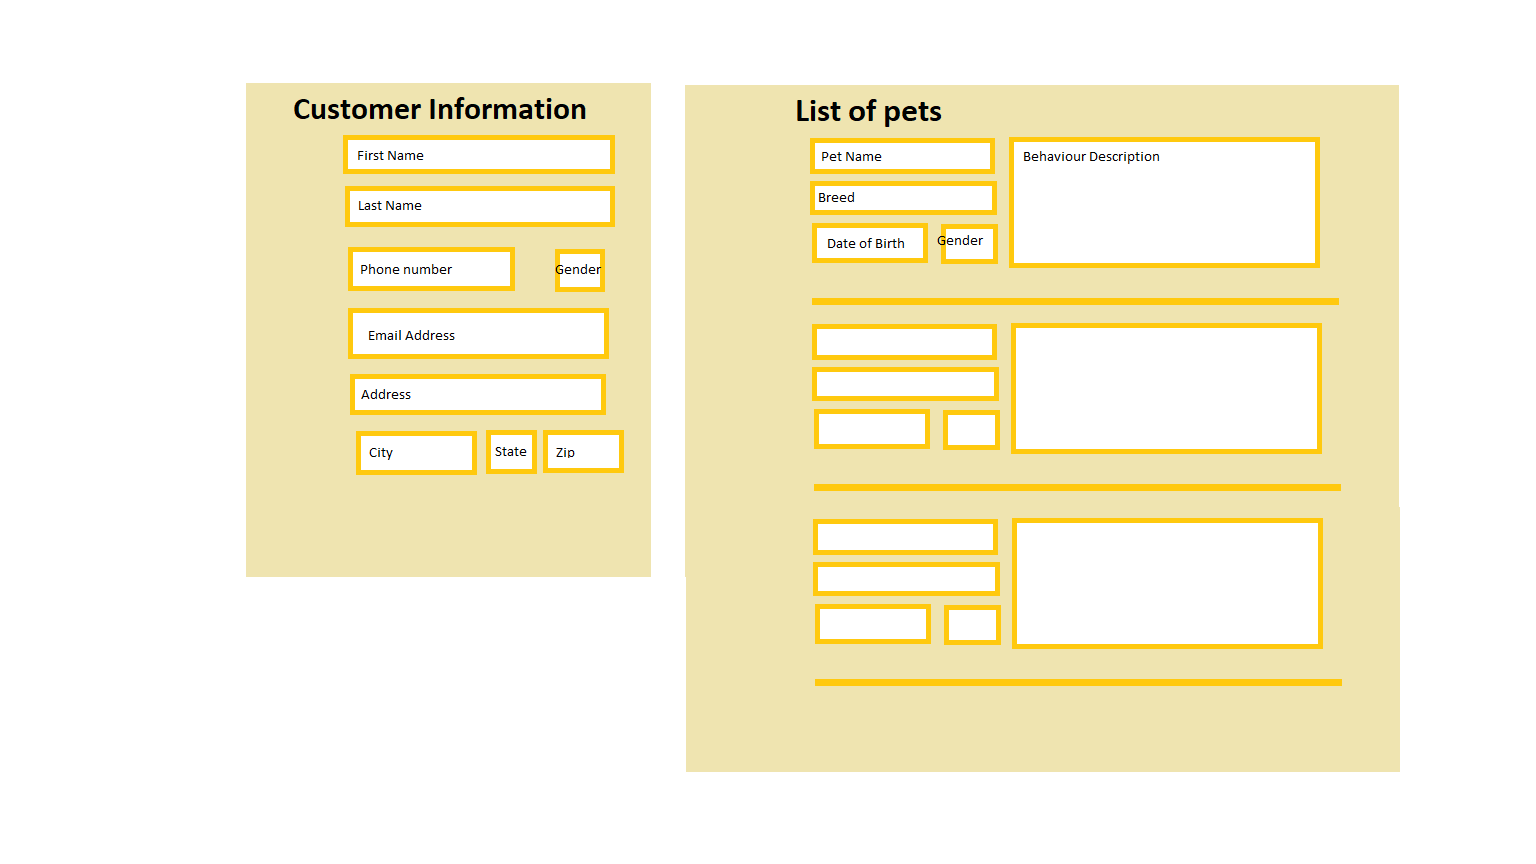 Customer Information
First Name
Last Name
Phone number
Gender
Email Address
Address
City
State
Zip
List of pets
Pet Name
Behaviour Description
Breed
Date of Birth
Gender